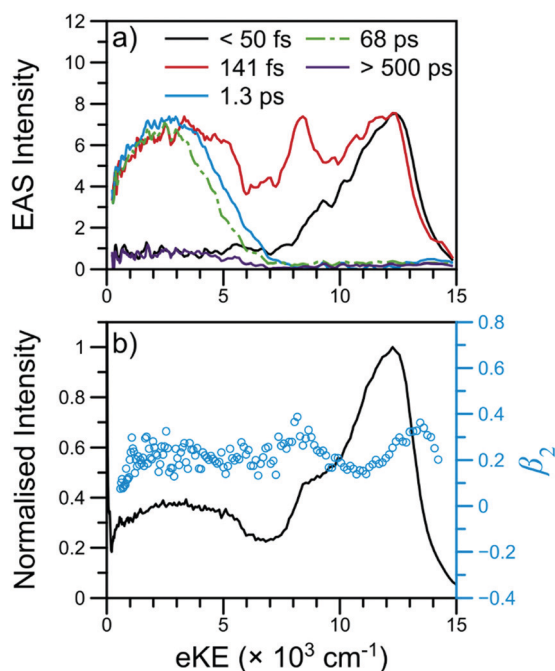 a)
< 50 fs
68 ps
141 fs
> 500 ps
1.3 ps
EAS Intensity
12
10
8
6
4
2
0
0
5
10
15
b)
Normalised Intensity
1
0.8
0.6
0.4
0.2
0
0.8
0.6
0.4
0.2
0
−0.2
−0.4
β2
0
5
10
15
eKE (× 10³ cm⁻¹)